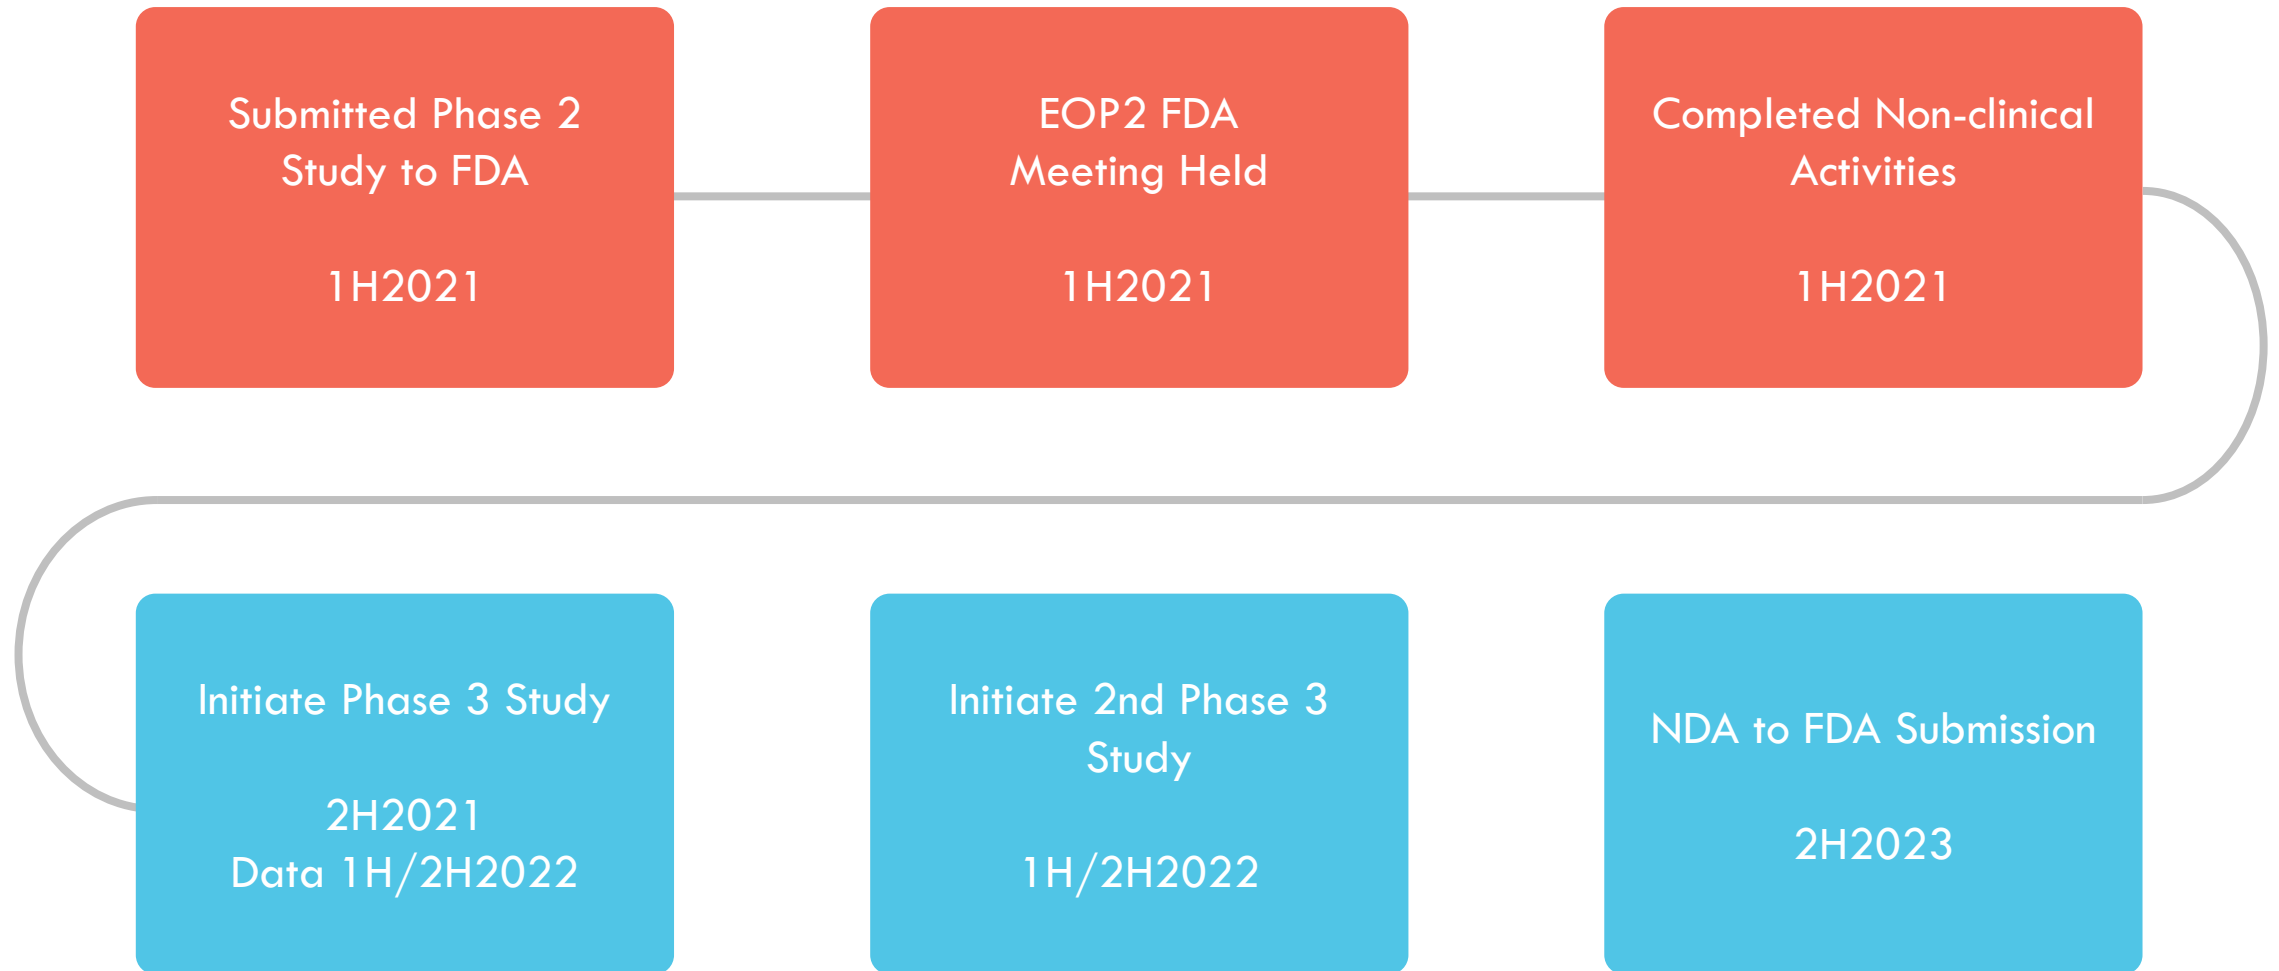 Submitted Phase 2
Study to FDA
1H2021
EOP2 FDA
Meeting Held
1H2021
Completed Non-clinical
Activities
1H2021
Initiate Phase 3 Study
2H2021
Data 1H/2H2022
Initiate 2nd Phase 3
Study
1H/2H2022
NDA to FDA Submission
2H2023